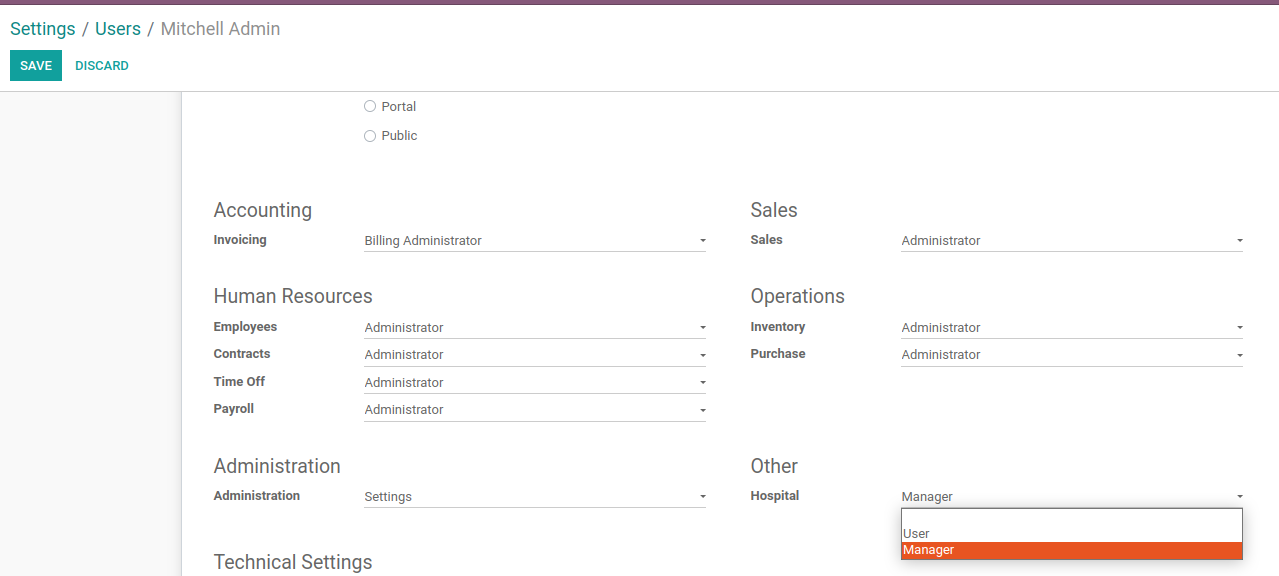 Settings / Users / Mitchell Admin
SAVE DISCARD
Portal
Public
Accounting
Invoicing Billing Administrator
Sales
Sales Administrator
Human Resources
Employees Administrator
Contracts Administrator
Time Off Administrator
Payroll Administrator
Operations
Inventory Administrator
Purchase Administrator
Administration
Administration Settings
Other
Hospital Manager
User
Manager
Technical Settings